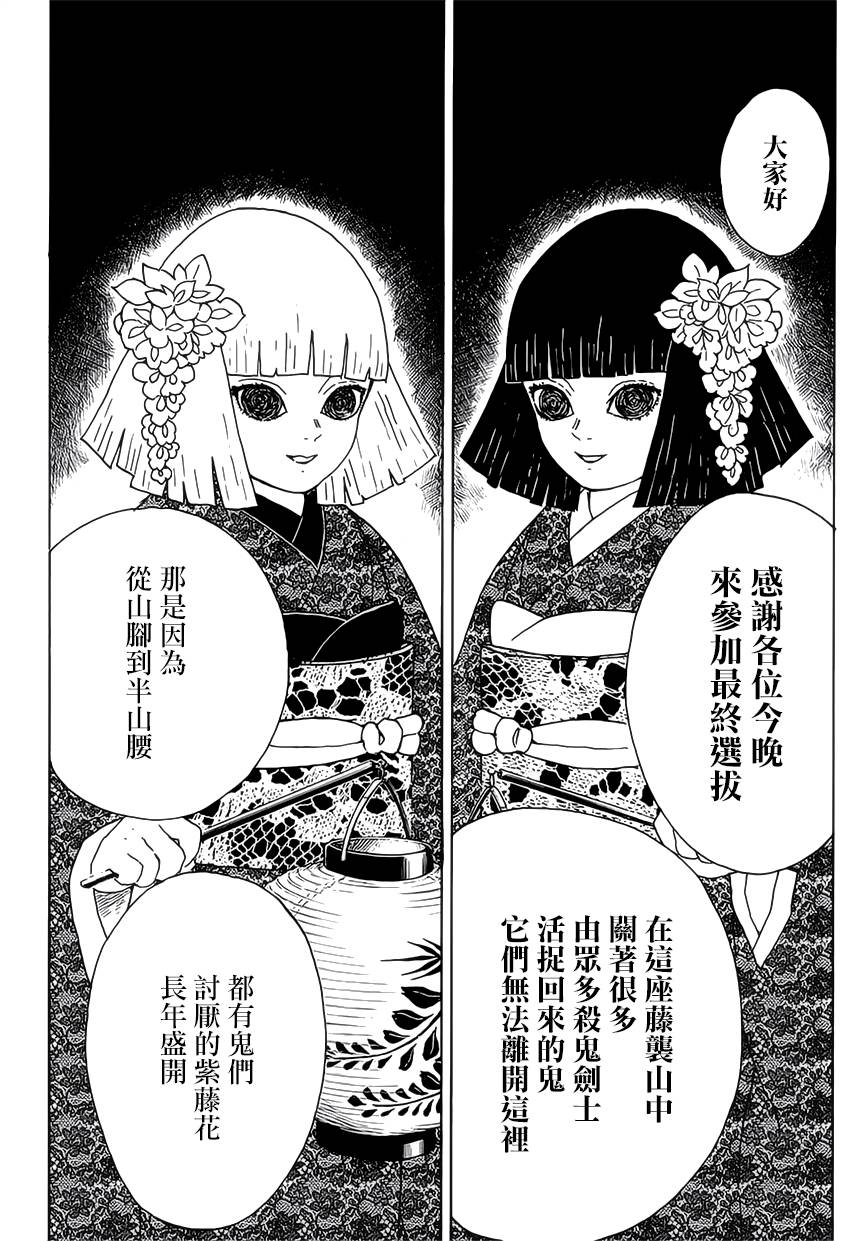 大家好
感謝各位今晚
來參加最終選拔
在這座藤襲山中
關著很多
由眾多殺鬼劍士
活捉回來的鬼
它們無法離開這裡
那是因為
從山腳到半山腰
都有鬼們
討厭的紫藤花
長年盛開